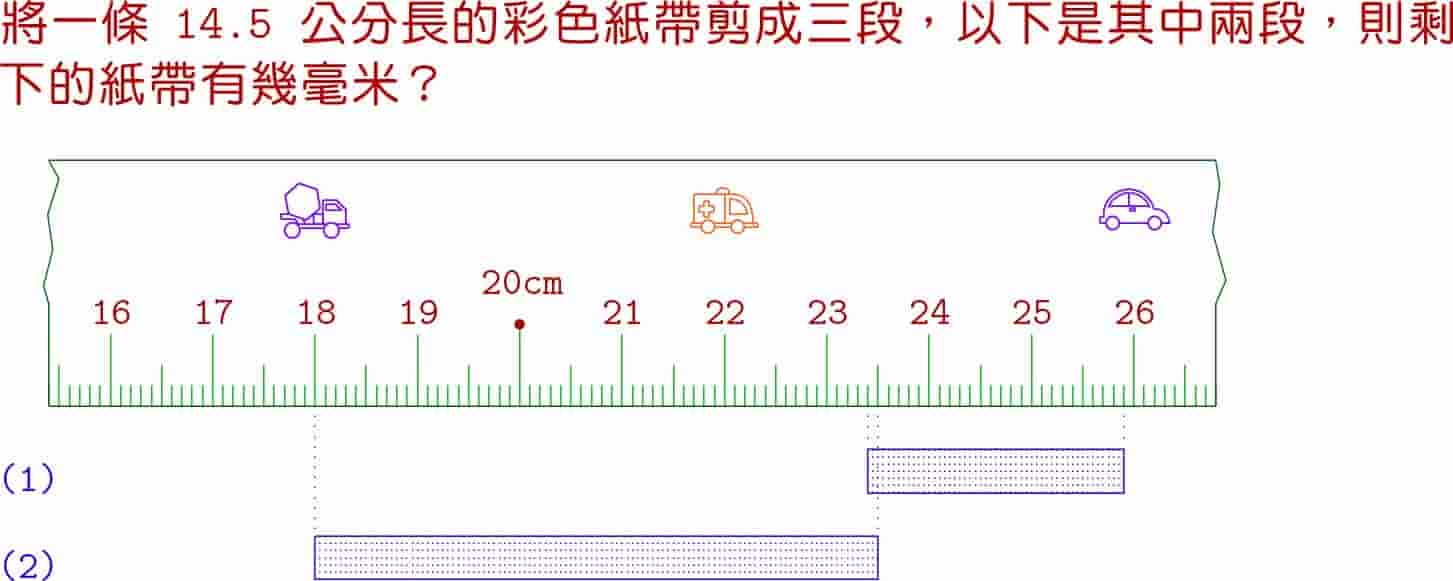 將一條 14.5 公分長的彩色紙帶剪成三段，以下是其中兩段，則剩
下的紙帶有幾毫米？
20cm
16 17 18 19 21 22 23 24 25 26
(1)
(2)